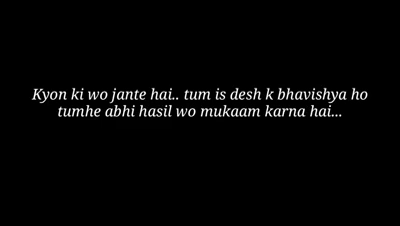 Kyon ki wo jante hai.. tum is desh k bhavishya ho
tumhe abhi hasil wo mukaam karna hai...